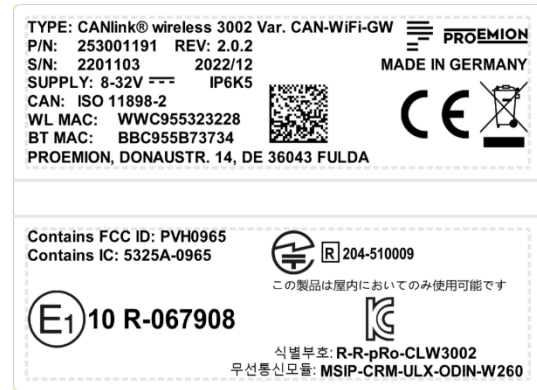 TYPE: CANlink® wireless 3002 Var. CAN-WiFi-GW
PROEMION
P/N: 253001191 REV: 2.0.2
S/N: 2201103 2022/12
MADE IN GERMANY
SUPPLY: 8-32V IP6K5
CAN: ISO 11898-2
WL MAC: WWC955323228
BT MAC: BBC955B73734
CE
PROEMION, DONAUSTR. 14, DE 36043 FULDA
Contains FCC ID: PVH0965
Contains IC: 5325A-0965
R 204-510009
この製品は屋内においてのみ使用可能です
E1 10 R-067908
식별부호: R-R-pRo-CLW3002
무선통신모듈: MSIP-CRM-ULX-ODIN-W260